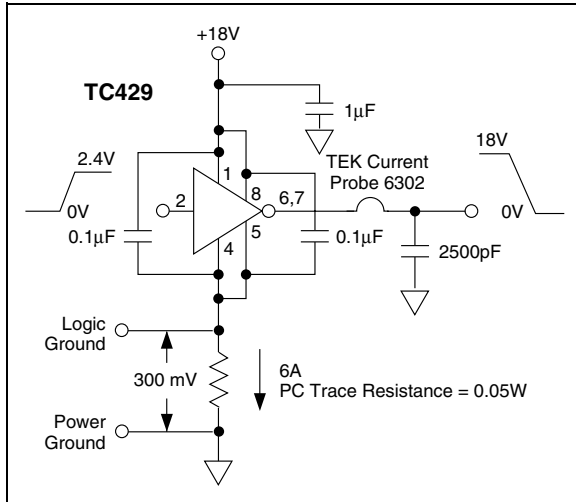 +18V
TC429
1µF
2.4V
0V
0.1µF
2
1
8
4
5
6,7
0.1µF
TEK Current
Probe 6302
18V
0V
2500pF
Logic
Ground
300 mV
Power
Ground
6A
PC Trace Resistance = 0.05W